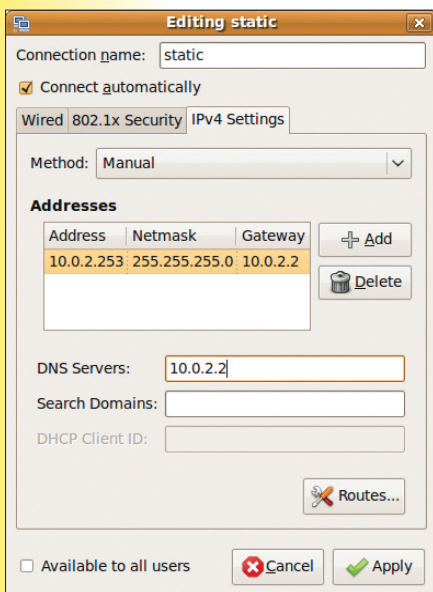 Editing static
Connection name: static
Connect automatically
Wired 802.1x Security IPv4 Settings
Method: Manual
Addresses
Address Netmask Gateway
10.0.2.253 255.255.255.0 10.0.2.2
Add
Delete
DNS Servers: 10.0.2.2
Search Domains:
DHCP Client ID:
Routes...
Available to all users
Cancel
Apply